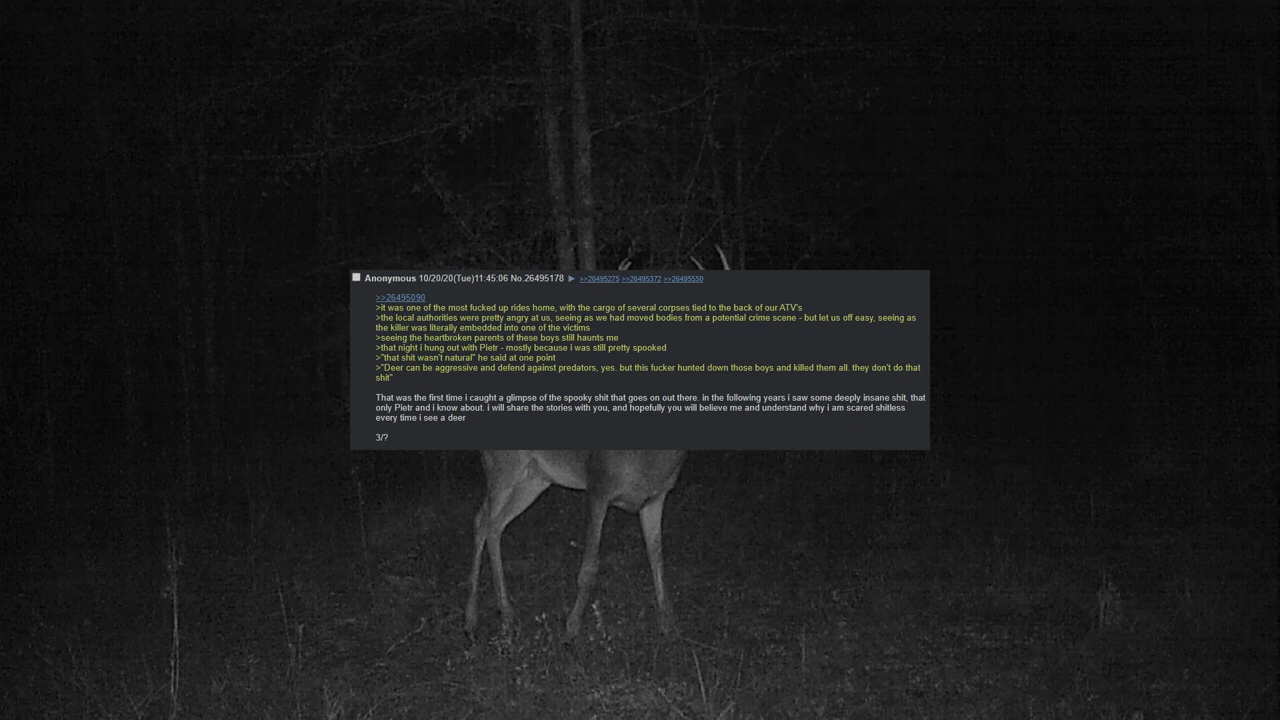 Anonymous 10/20/20(Tue)11:45:06 No.26495178 ▶ >>26495275 >>26495372 >>26495550
>>26495090
>it was one of the most fucked up rides home, with the cargo of several corpses tied to the back of our ATV's
>the local authorities were pretty angry at us, seeing as we had moved bodies from a potential crime scene - but let us off easy, seeing as
the killer was literally embedded into one of the victims
>seeing the heartbroken parents of these boys still haunts me
>that night i hung out with Pietr - mostly because i was still pretty spooked
>"that shit wasn't natural" he said at one point
>"Deer can be aggressive and defend against predators, yes. but this fucker hunted down those boys and killed them all. they don't do that
shit"
That was the first time i caught a glimpse of the spooky shit that goes on out there. in the following years i saw some deeply insane shit, that
only Pietr and i know about. i will share the stories with you, and hopefully you will believe me and understand why i am scared shitless
every time i see a deer
3/?